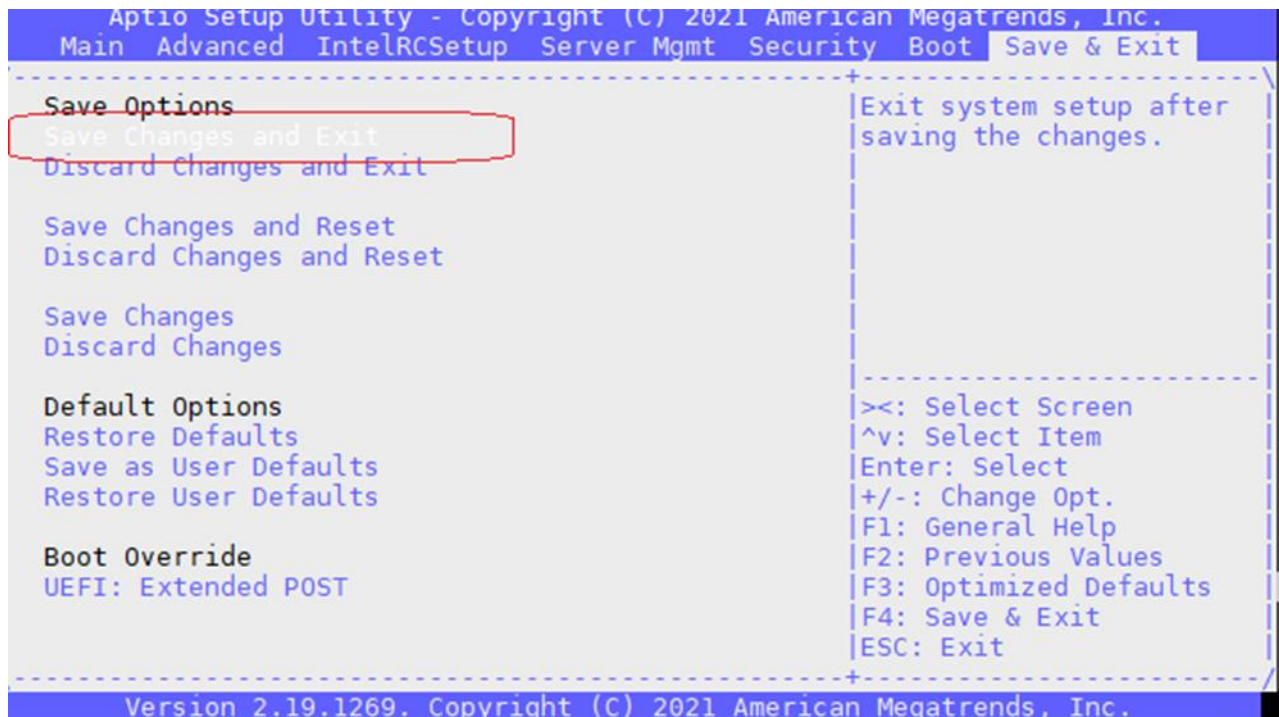 Aptio Setup Utility - Copyright (C) 2021 American Megatrends, Inc.
Main Advanced IntelRCSetup Server Mgmt Security Boot Save & Exit
Save Options
Save Changes and Exit
Discard Changes and Exit
Save Changes and Reset
Discard Changes and Reset
Save Changes
Discard Changes
Default Options
Restore Defaults
Save as User Defaults
Restore User Defaults
Boot Override
UEFI: Extended POST
Exit system setup after
saving the changes.
><: Select Screen
^v: Select Item
Enter: Select
+/-: Change Opt.
F1: General Help
F2: Previous Values
F3: Optimized Defaults
F4: Save & Exit
ESC: Exit
Version 2.19.1269. Copyright (C) 2021 American Megatrends, Inc.